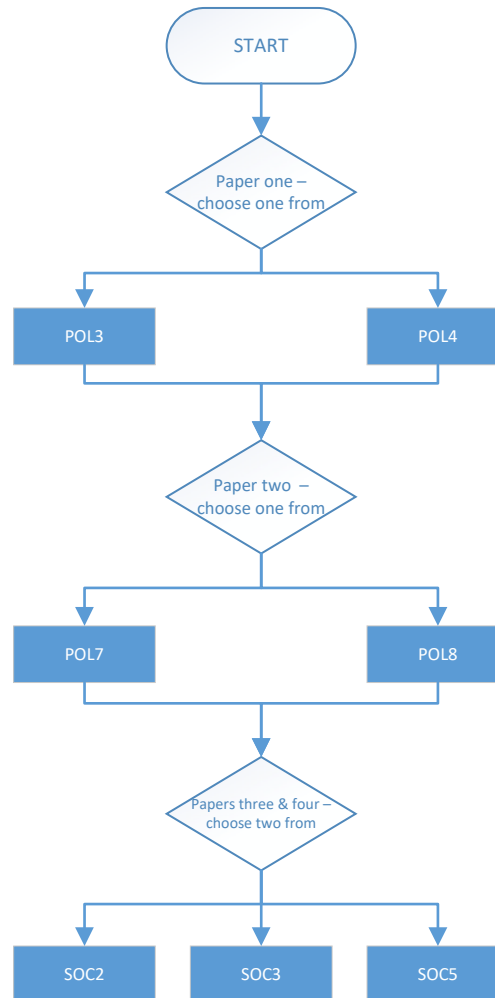 START
Paper one –
choose one from
POL3
POL4
Paper two –
choose one from
POL7
POL8
Papers three & four –
choose two from
SOC2
SOC3
SOC5